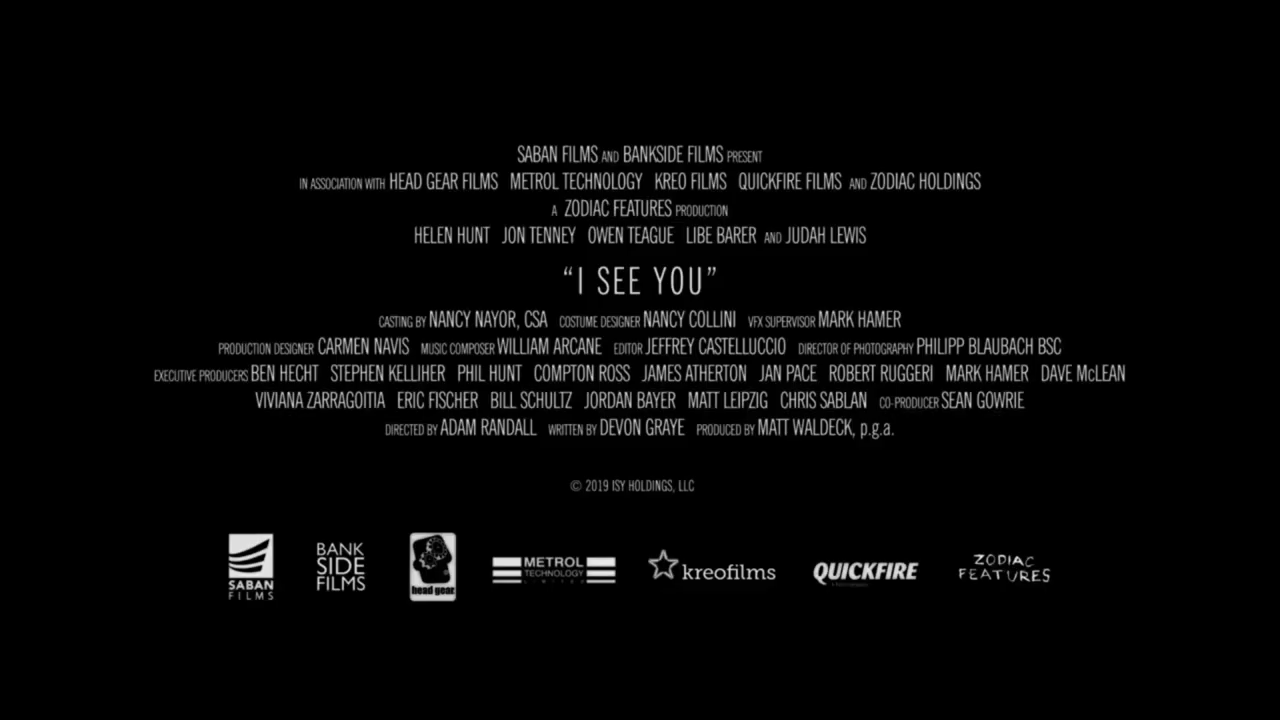 SABAN FILMS AND BANKSIDE FILMS PRESENT
IN ASSOCIATION WITH HEAD GEAR FILMS METROL TECHNOLOGY KREO FILMS QUICKFIRE FILMS AND ZODIAC HOLDINGS
A ZODIAC FEATURES PRODUCTION
HELEN HUNT JON TENNEY OWEN TEAGUE LIBE BARER AND JUDAH LEWIS
“I SEE YOU”
CASTING BY NANCY NAYOR, CSA COSTUME DESIGNER NANCY COLLINI VFX SUPERVISOR MARK HAMER
PRODUCTION DESIGNER CARMEN NAVIS MUSIC COMPOSER WILLIAM ARCANE EDITOR JEFFREY CASTELLUCCIO DIRECTOR OF PHOTOGRAPHY PHILIPP BLAUBACH BSC
EXECUTIVE PRODUCERS BEN HECHT STEPHEN KELLIHER PHIL HUNT COMPTON ROSS JAMES ATHERTON JAN PACE ROBERT RUGGERI MARK HAMER DAVE McLEAN
VIVIANA ZARRAGOITIA ERIC FISCHER BILL SCHULTZ JORDAN BAYER MATT LEIPZIG CHRIS SABLAN CO-PRODUCER SEAN GOWRIE
DIRECTED BY ADAM RANDALL WRITTEN BY DEVON GRAYE PRODUCED BY MATT WALDECK, p.g.a.
© 2019 ISY HOLDINGS, LLC
SABAN
FILMS
BANK
SIDE
FILMS
head gear
METROL
TECHNOLOGY
LIMITED
kreofilms
QUICKFIRE
ZODIAC
FEATURES